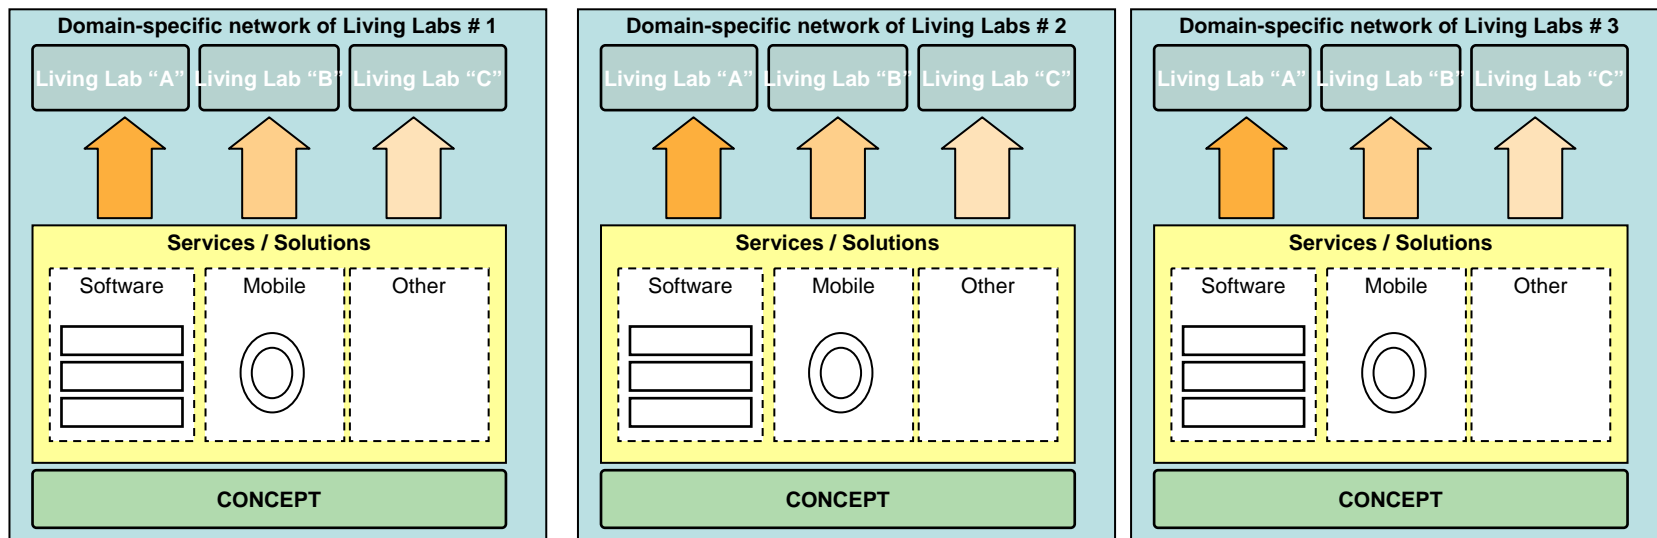 Domain-specific network of Living Labs # 1
Living Lab “A”
Living Lab “B”
Living Lab “C”
Services / Solutions
Software
Mobile
Other
CONCEPT
Domain-specific network of Living Labs # 2
Living Lab “A”
Living Lab “B”
Living Lab “C”
Services / Solutions
Software
Mobile
Other
CONCEPT
Domain-specific network of Living Labs # 3
Living Lab “A”
Living Lab “B”
Living Lab “C”
Services / Solutions
Software
Mobile
Other
CONCEPT